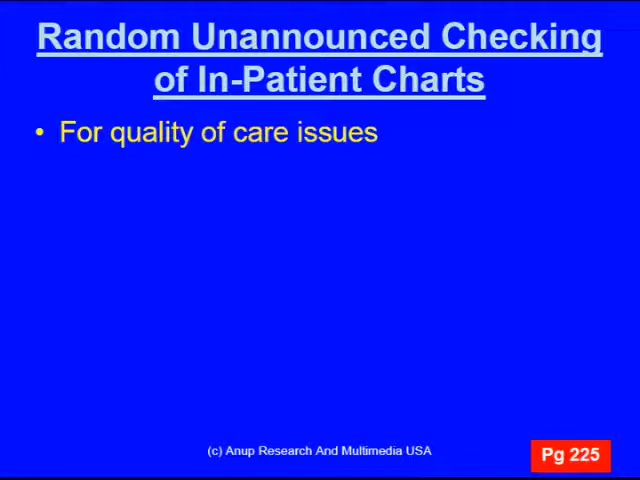 Random Unannounced Checking
of In-Patient Charts
• For quality of care issues
(c) Anup Research And Multimedia USA
Pg 225